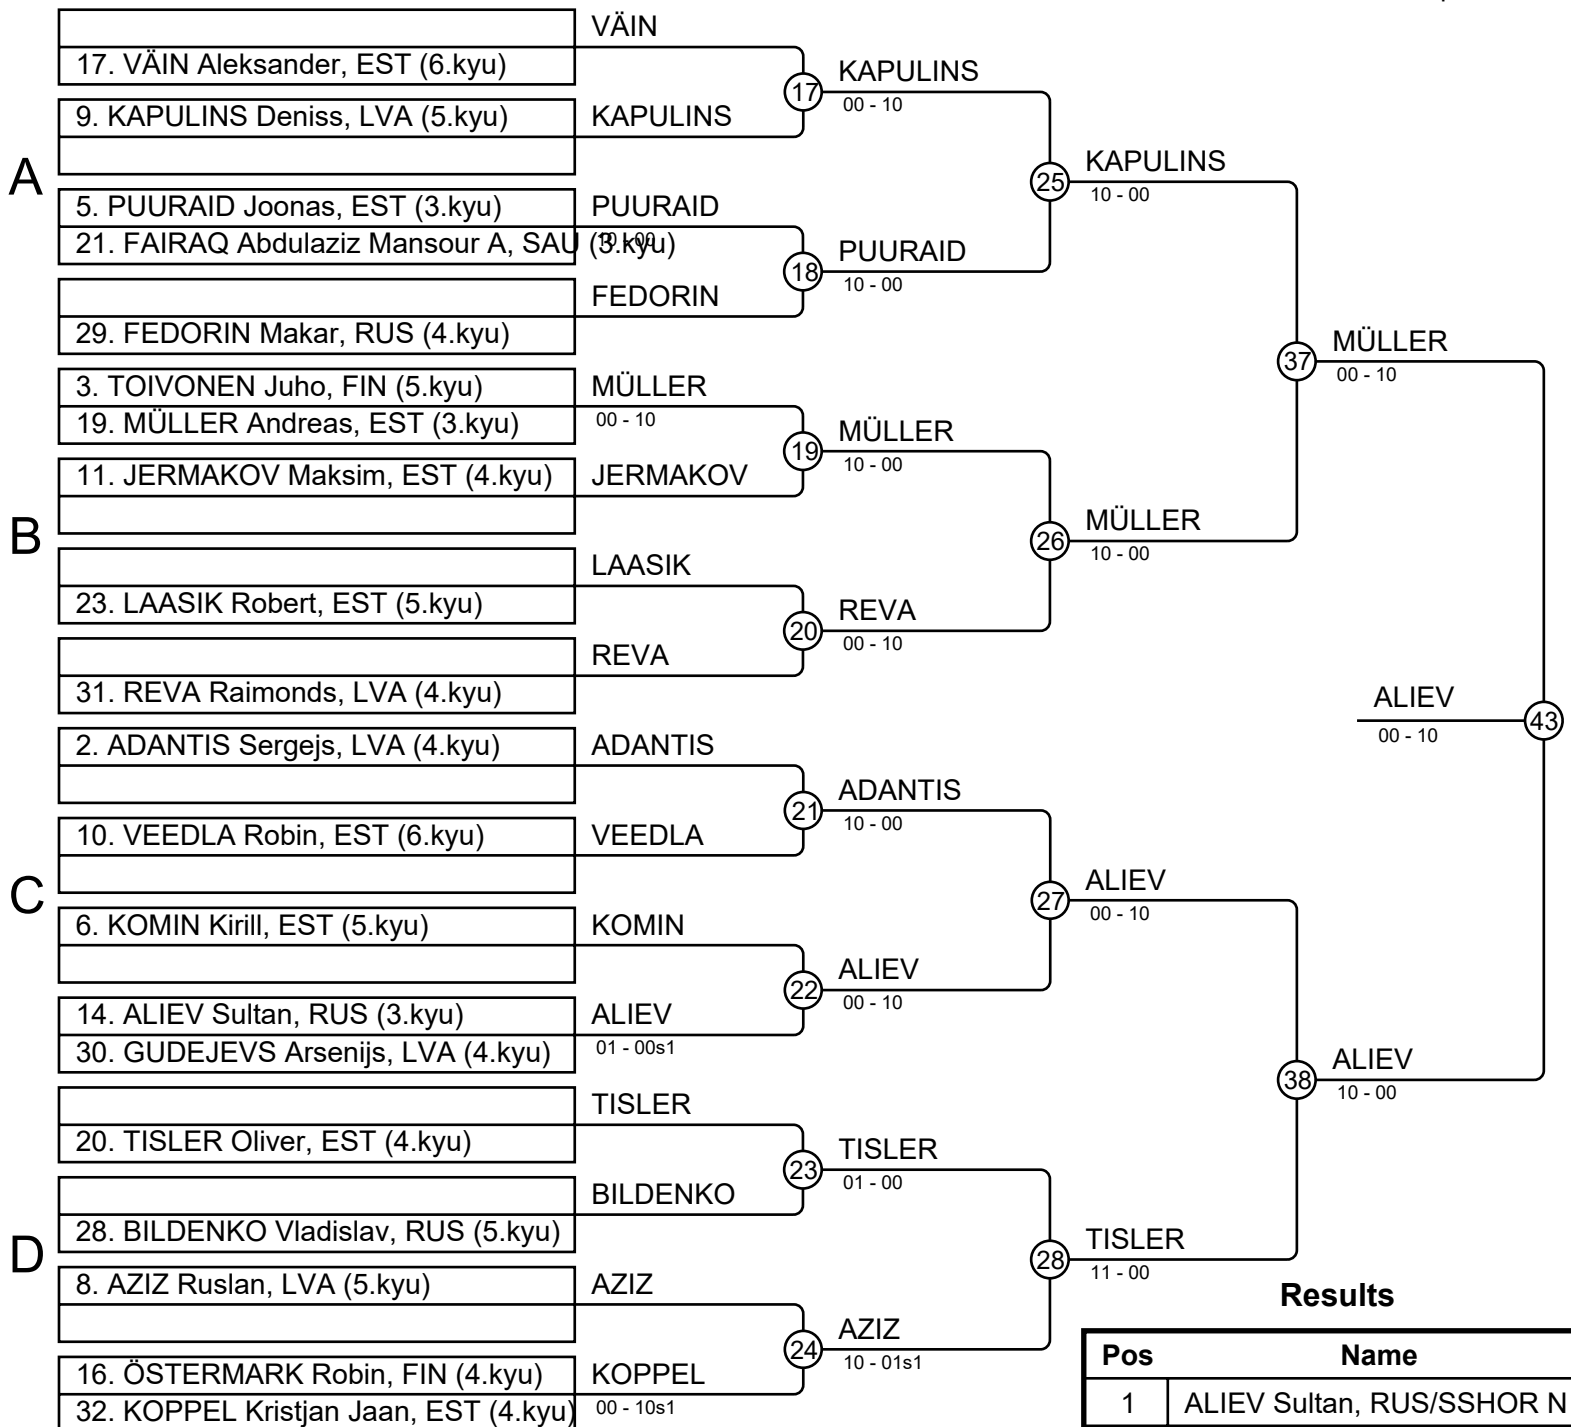 VÄIN
17. VÄIN Aleksander, EST (6.kyu)
17
KAPULINS
00 - 10
9. KAPULINS Deniss, LVA (5.kyu)
KAPULINS
A
25
KAPULINS
10 - 00
5. PUURAID Joonas, EST (3.kyu)
PUURAID
10 - 00
21. FAIRAQ Abdulaziz Mansour A, SAU (3.kyu)
18
PUURAID
10 - 00
FEDORIN
29. FEDORIN Makar, RUS (4.kyu)
37
MÜLLER
00 - 10
3. TOIVONEN Juho, FIN (5.kyu)
MÜLLER
00 - 10
19. MÜLLER Andreas, EST (3.kyu)
19
MÜLLER
10 - 00
11. JERMAKOV Maksim, EST (4.kyu)
JERMAKOV
B
26
MÜLLER
10 - 00
LAASIK
23. LAASIK Robert, EST (5.kyu)
20
REVA
00 - 10
REVA
31. REVA Raimonds, LVA (4.kyu)
ALIEV
00 - 10
43
2. ADANTIS Sergejs, LVA (4.kyu)
ADANTIS
21
ADANTIS
10 - 00
10. VEEDLA Robin, EST (6.kyu)
VEEDLA
C
27
ALIEV
00 - 10
6. KOMIN Kirill, EST (5.kyu)
KOMIN
22
ALIEV
00 - 10
14. ALIEV Sultan, RUS (3.kyu)
ALIEV
01 - 00s1
30. GUDEJEVS Arsenijs, LVA (4.kyu)
38
ALIEV
10 - 00
TISLER
20. TISLER Oliver, EST (4.kyu)
23
TISLER
01 - 00
BILDENKO
28. BILDENKO Vladislav, RUS (5.kyu)
D
28
TISLER
11 - 00
8. AZIZ Ruslan, LVA (5.kyu)
AZIZ
24
AZIZ
10 - 01s1
16. ÖSTERMARK Robin, FIN (4.kyu)
KOPPEL
00 - 10s1
32. KOPPEL Kristjan Jaan, EST (4.kyu)
Results
Pos Name
1 ALIEV Sultan, RUS/SSHOR N